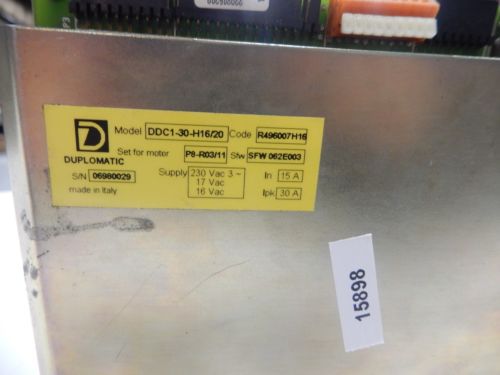 Model DDC1-30-H16/20 Code R496007H16
Set for motor P8-R03/11 Sfw SFW 062E003
DUPLOMATIC
S/N 06980029
made in Italy
Supply 230 Vac 3 ~
17 Vac
16 Vac
In 15 A
Ipk 30 A
15898